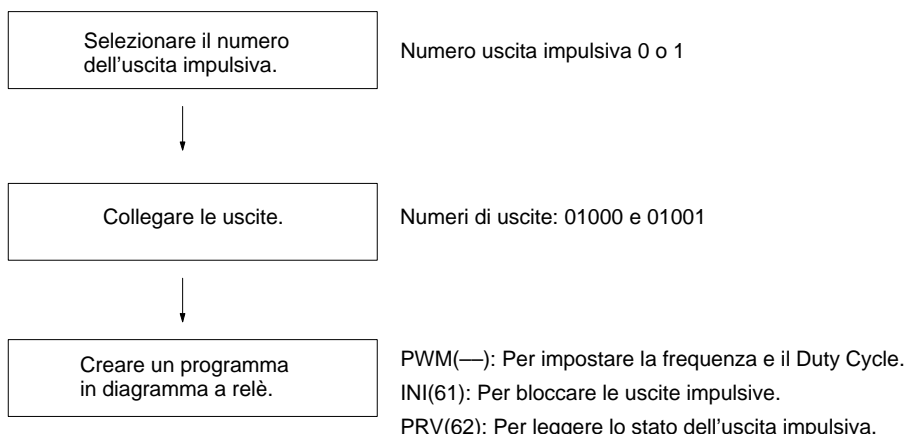 Selezionare il numero
dell'uscita impulsiva.
Numero uscita impulsiva 0 o 1
Collegare le uscite.
Numeri di uscite: 01000 e 01001
Creare un programma
in diagramma a relè.
PWM(––): Per impostare la frequenza e il Duty Cycle.
INI(61): Per bloccare le uscite impulsive.
PRV(62): Per leggere lo stato dell'uscita impulsiva.